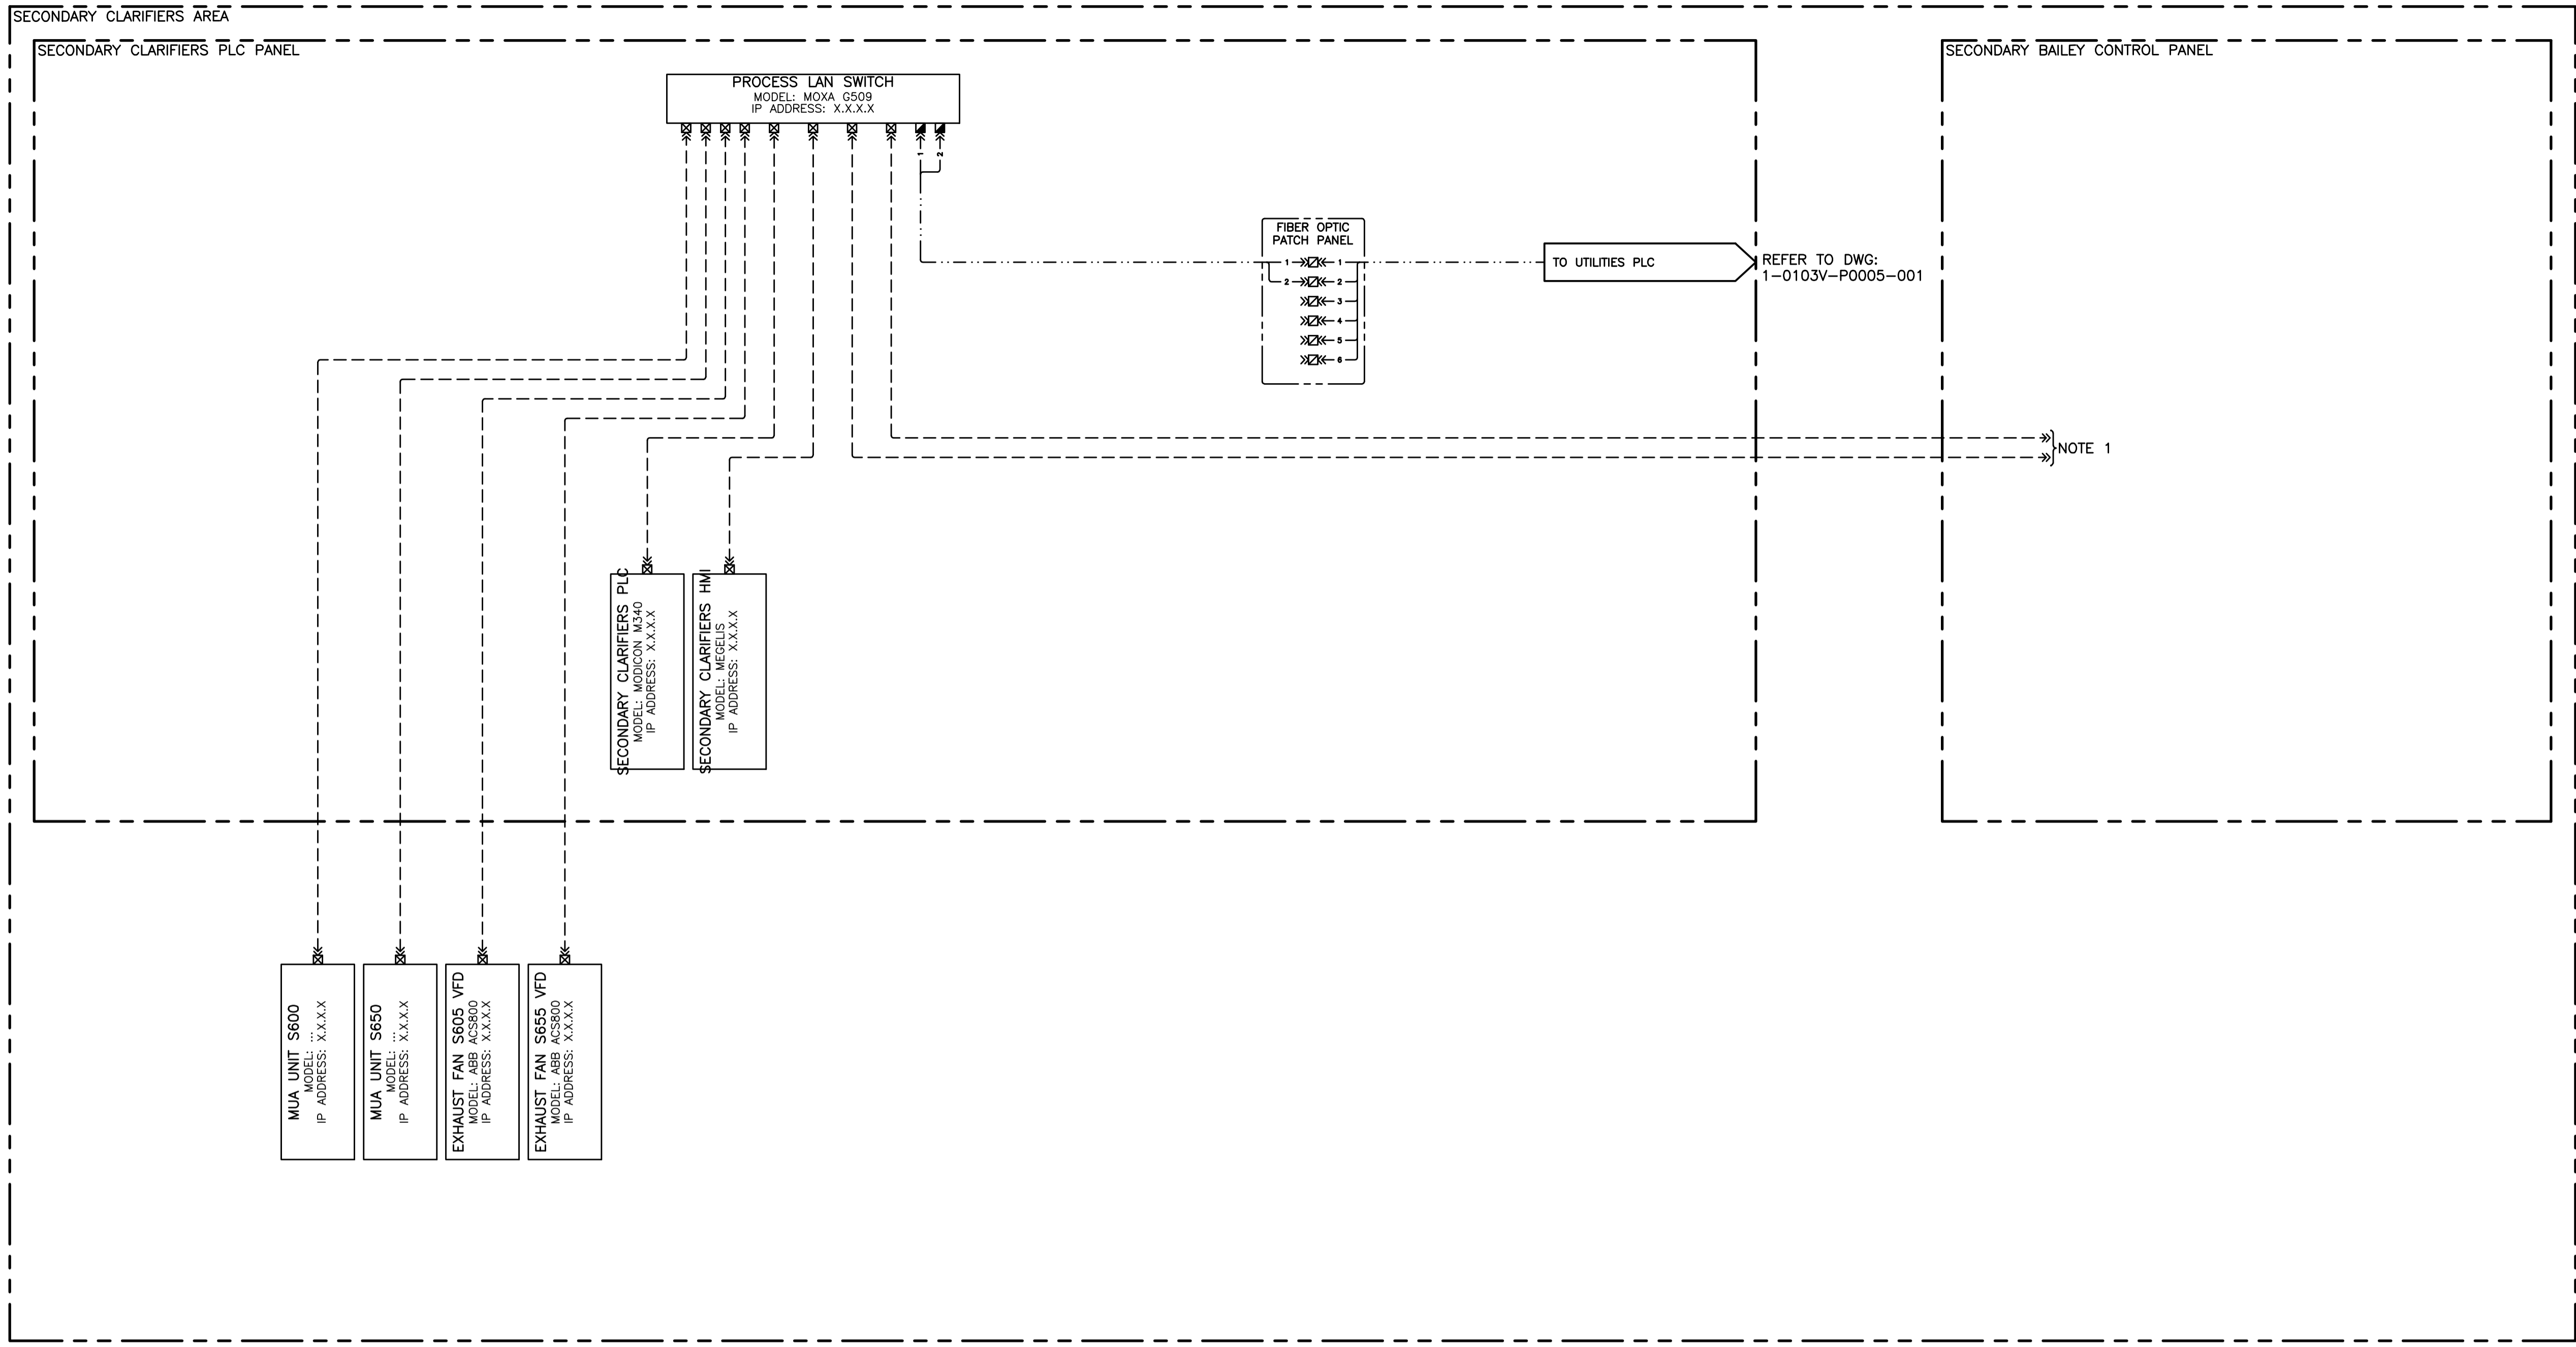 SECONDARY CLARIFIERS AREA
SECONDARY CLARIFIERS PLC PANEL
SECONDARY BAILEY CONTROL PANEL
PROCESS LAN SWITCH
MODEL: MOXA G509
IP ADDRESS: X.X.X.X
1
2
FIBER OPTIC
PATCH PANEL
1 1
2 2
3
4
5
6
TO UTILITIES PLC
REFER TO DWG:
1-0103V-P0005-001
NOTE 1
SECONDARY CLARIFIERS PLC
MODEL: MODICON M340
IP ADDRESS: X.X.X.X
SECONDARY CLARIFIERS HMI
MODEL: MEGELIS
IP ADDRESS: X.X.X.X
MUA UNIT S600
MODEL: ...
IP ADDRESS: X.X.X.X
MUA UNIT S650
MODEL: ...
IP ADDRESS: X.X.X.X
EXHAUST FAN S605 VFD
MODEL: ABB ACS800
IP ADDRESS: X.X.X.X
EXHAUST FAN S655 VFD
MODEL: ABB ACS800
IP ADDRESS: X.X.X.X